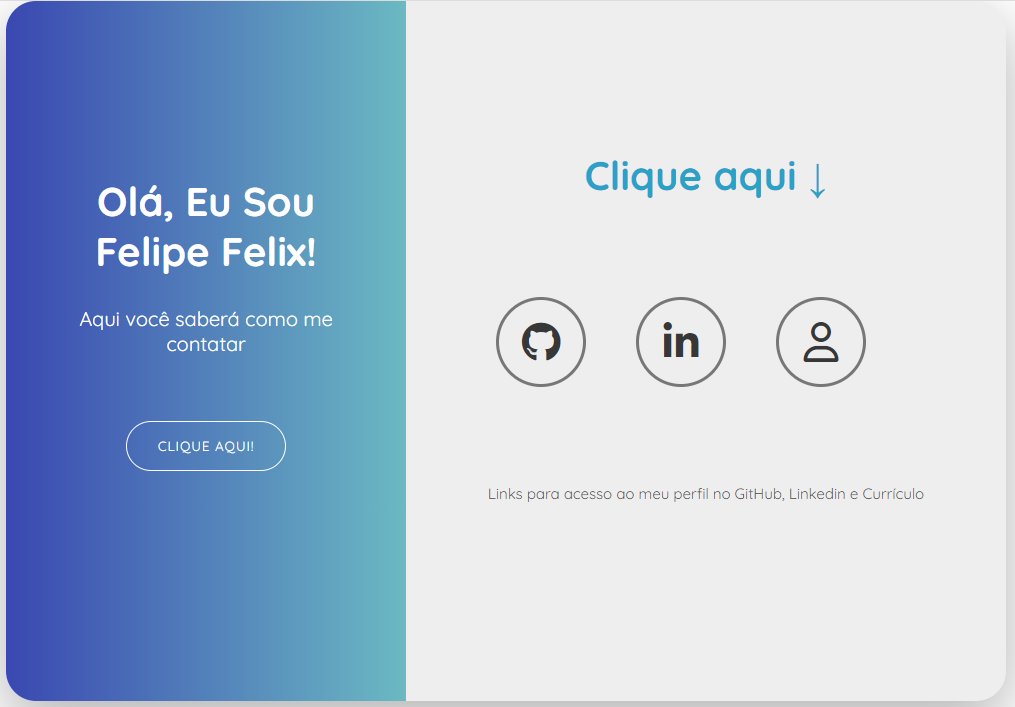 Olá, Eu Sou
Felipe Felix!
Aqui você saberá como me
contatar
CLIQUE AQUI!
Clique aqui ↓
in
Links para acesso ao meu perfil no GitHub, Linkedin e Currículo